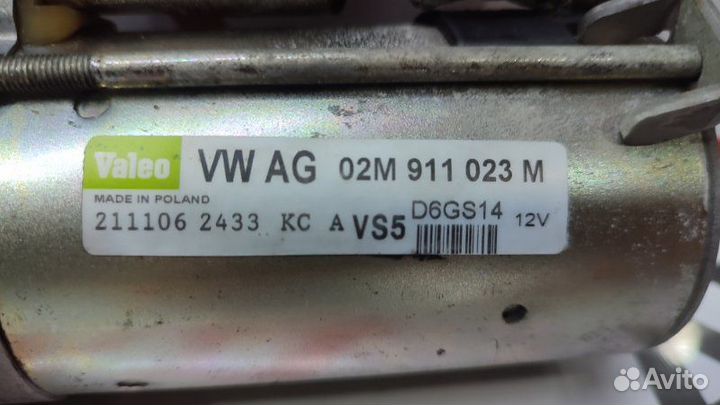 Valeo VW AG 02M 911 023 M
MADE IN POLAND
211106 2433 KC A VS5 D6GS14 12V
Avito